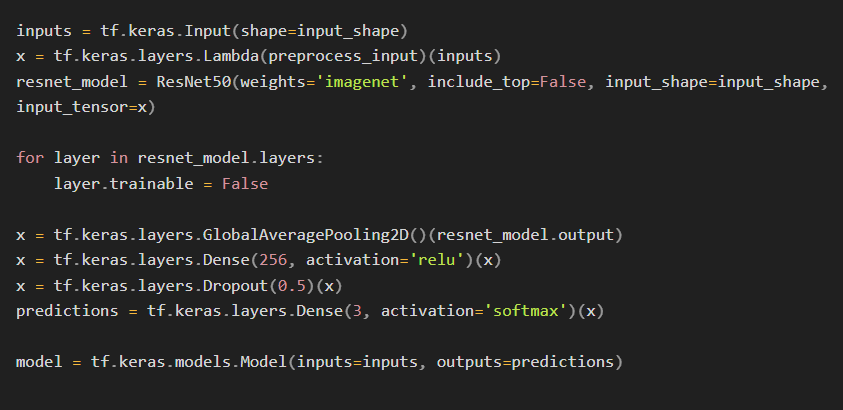 inputs = tf.keras.Input(shape=input_shape)
x = tf.keras.layers.Lambda(preprocess_input)(inputs)
resnet_model = ResNet50(weights='imagenet', include_top=False, input_shape=input_shape,
input_tensor=x)
for layer in resnet_model.layers:
    layer.trainable = False
x = tf.keras.layers.GlobalAveragePooling2D()(resnet_model.output)
x = tf.keras.layers.Dense(256, activation='relu')(x)
x = tf.keras.layers.Dropout(0.5)(x)
predictions = tf.keras.layers.Dense(3, activation='softmax')(x)
model = tf.keras.models.Model(inputs=inputs, outputs=predictions)